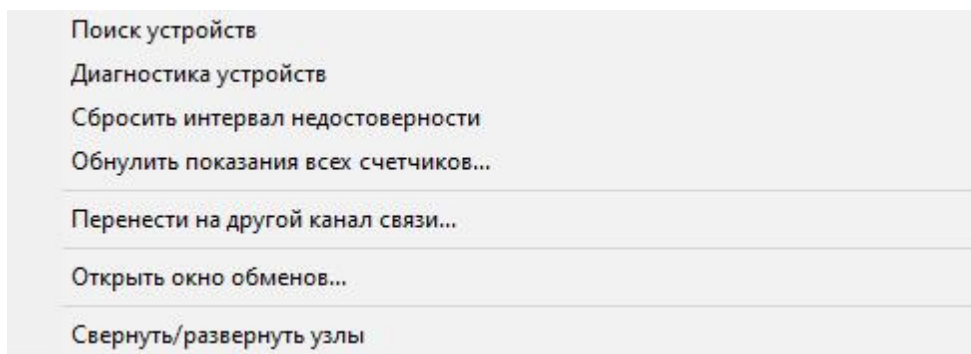 Поиск устройств
Диагностика устройств
Сбросить интервал недостоверности
Обнулить показания всех счетчиков...
Перенести на другой канал связи...
Открыть окно обменов...
Свернуть/развернуть узлы